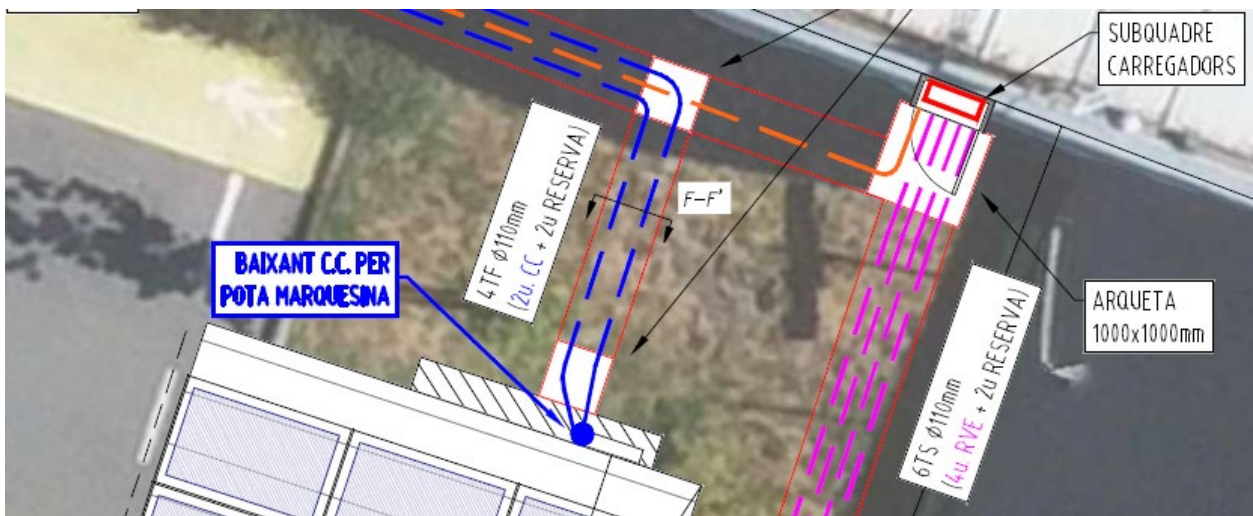 SUBQUADRE
CARREGADORS
4TF Ø110mm
(2u. CC + 2u RESERVA)
F-F'
BAIXANT C.C. PER
POTA MARQUESINA
ARQUETA
1000x1000mm
6TS Ø110mm
(4u. RVE + 2u RESERVA)